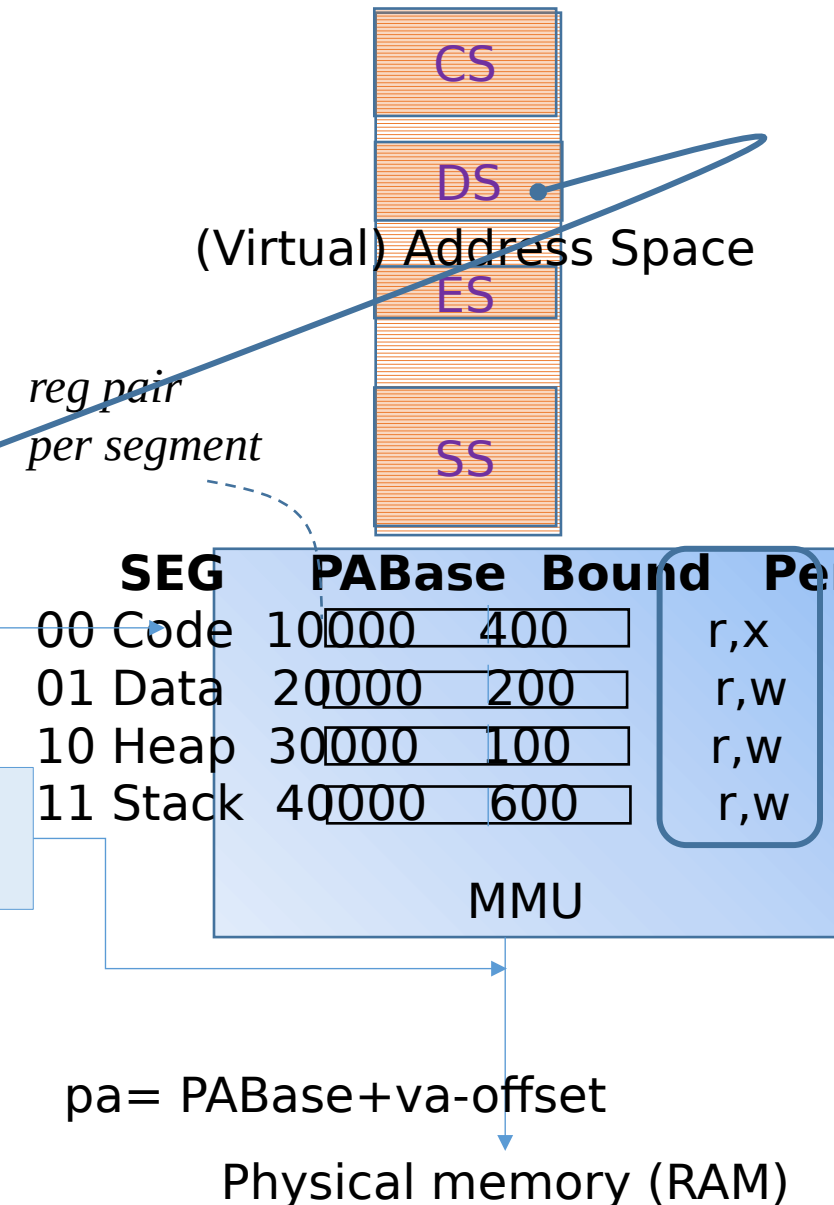 CS
DS
(Virtual) Address Space
ES
reg pair
per segment
SS
SEG PABase Bound Pe
00 Code 10000 400 r,x
01 Data 20000 200 r,w
10 Heap 30000 100 r,w
11 Stack 40000 600 r,w
MMU
pa= PABase+va-offset
Physical memory (RAM)